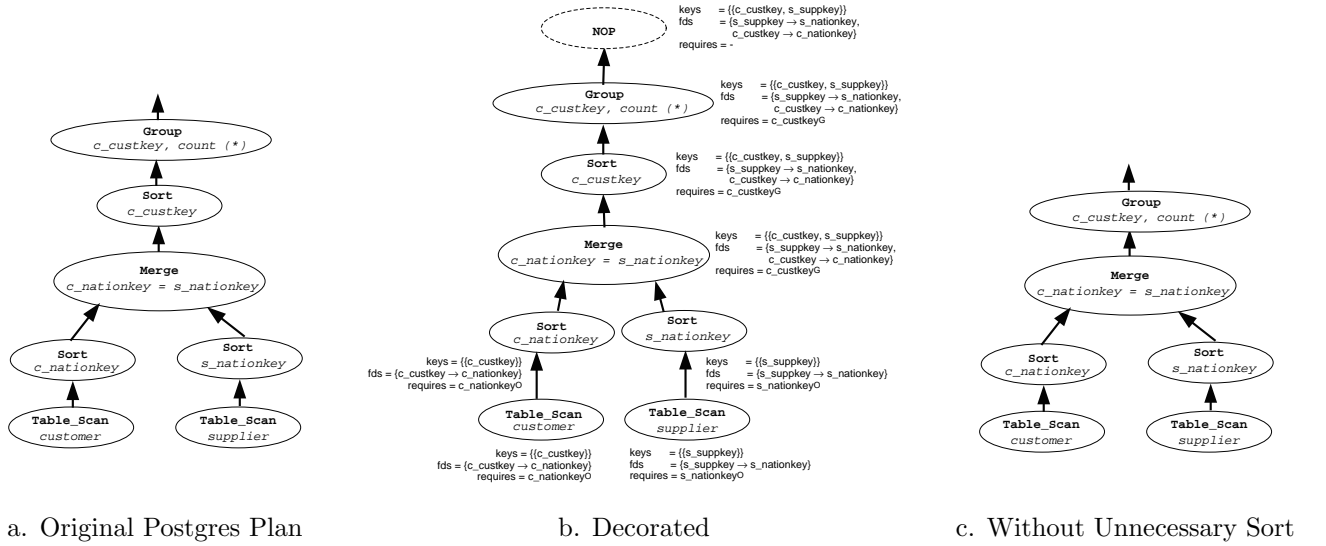 Group
c_custkey, count (*)
Sort
c_custkey
Merge
c_nationkey = s_nationkey
Sort
c_nationkey
Sort
s_nationkey
Table_Scan
customer
Table_Scan
supplier
a. Original Postgres Plan
NOP
keys = {{c_custkey, s_suppkey}}
fds = {s_suppkey → s_nationkey,
c_custkey → c_nationkey}
requires = -
Group
c_custkey, count (*)
keys = {{c_custkey, s_suppkey}}
fds = {s_suppkey → s_nationkey,
c_custkey → c_nationkey}
requires = c_custkeyG
Sort
c_custkey
keys = {{c_custkey, s_suppkey}}
fds = {s_suppkey → s_nationkey,
c_custkey → c_nationkey}
requires = c_custkeyG
Merge
c_nationkey = s_nationkey
keys = {{c_custkey, s_suppkey}}
fds = {s_suppkey → s_nationkey,
c_custkey → c_nationkey}
requires = c_custkeyG
Sort
c_nationkey
Sort
s_nationkey
keys = {{c_custkey}}
fds = {c_custkey → c_nationkey}
requires = c_nationkeyO
keys = {{s_suppkey}}
fds = {s_suppkey → s_nationkey}
requires = s_nationkeyO
Table_Scan
customer
Table_Scan
supplier
keys = {{c_custkey}}
fds = {c_custkey → c_nationkey}
requires = c_nationkeyO
keys = {{s_suppkey}}
fds = {s_suppkey → s_nationkey}
requires = s_nationkeyO
b. Decorated
Group
c_custkey, count (*)
Merge
c_nationkey = s_nationkey
Sort
c_nationkey
Sort
s_nationkey
Table_Scan
customer
Table_Scan
supplier
c. Without Unnecessary Sort